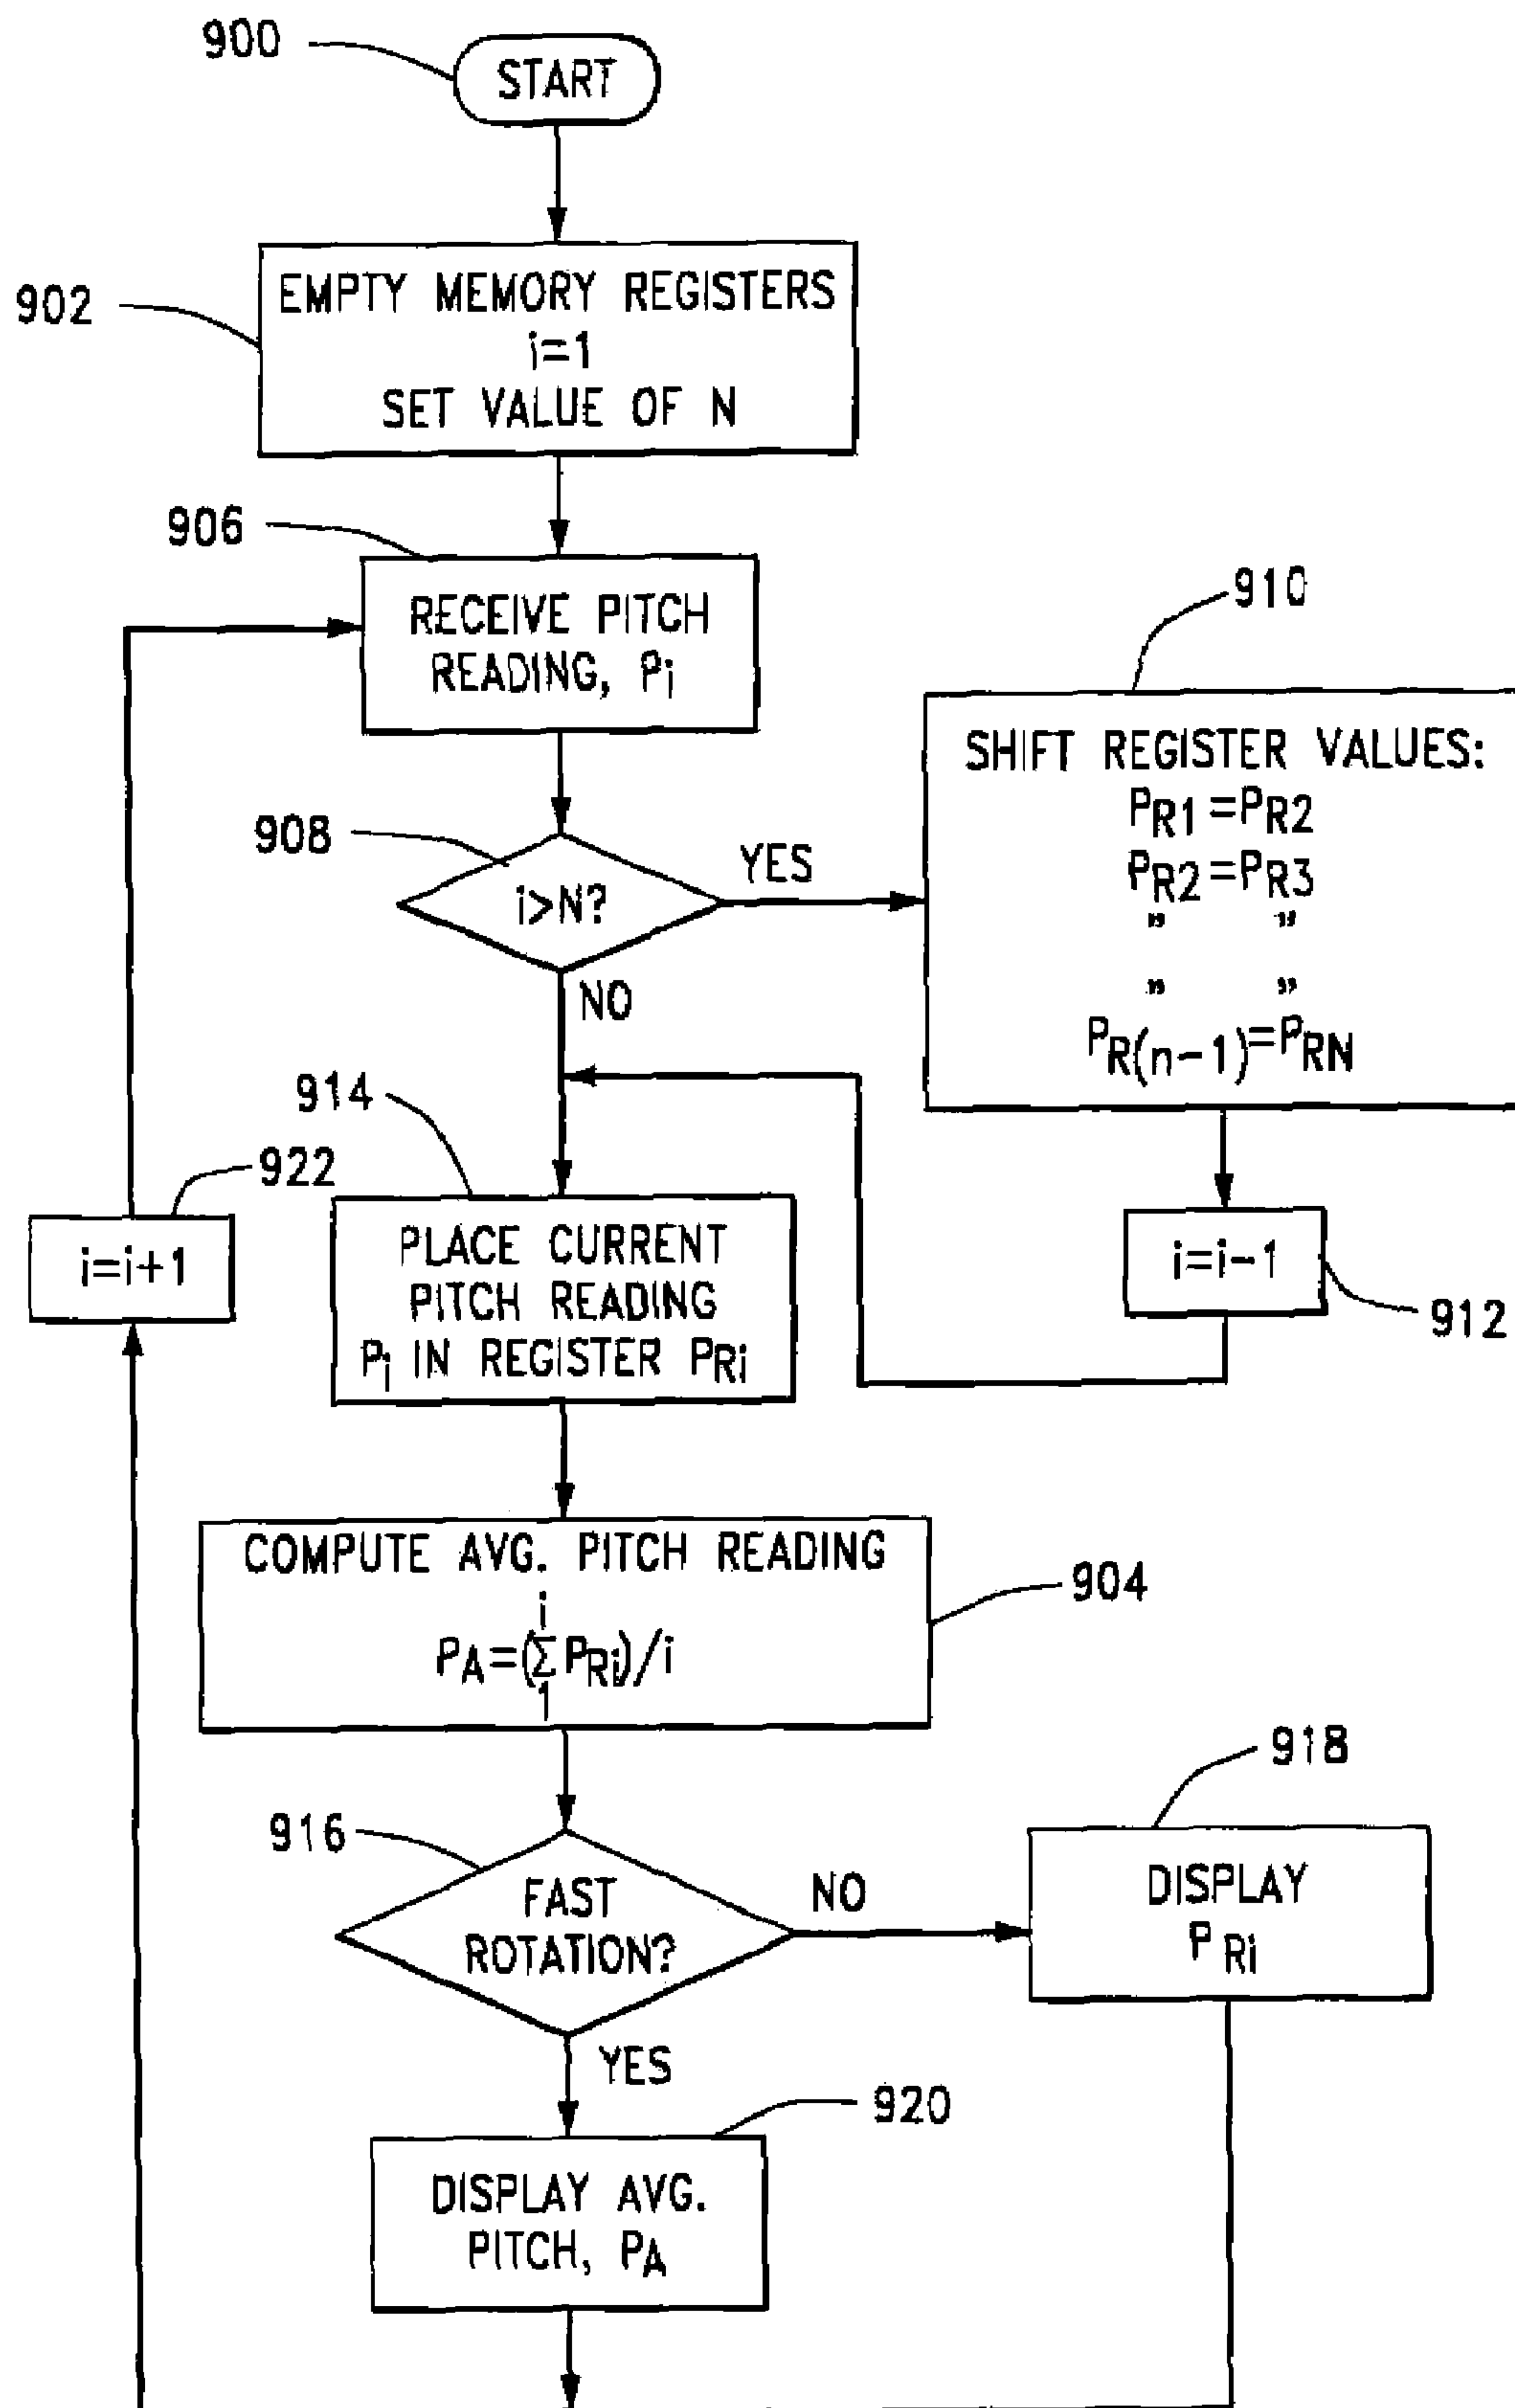 900
START
902
EMPTY MEMORY REGISTERS
i=1
SET VALUE OF N
906
RECEIVE PITCH
READING, Pi
908
i>N?
YES
NO
910
SHIFT REGISTER VALUES:
PR1=PR2
PR2=PR3
" "
" "
PR(n-1)=PRN
912
i=i-1
914
PLACE CURRENT
PITCH READING
Pi IN REGISTER PRi
922
i=i+1
904
COMPUTE AVG. PITCH READING
i
PA=(Σ PRi)/i
1
916
FAST
ROTATION?
NO
YES
918
DISPLAY
PRi
920
DISPLAY AVG.
PITCH, PA